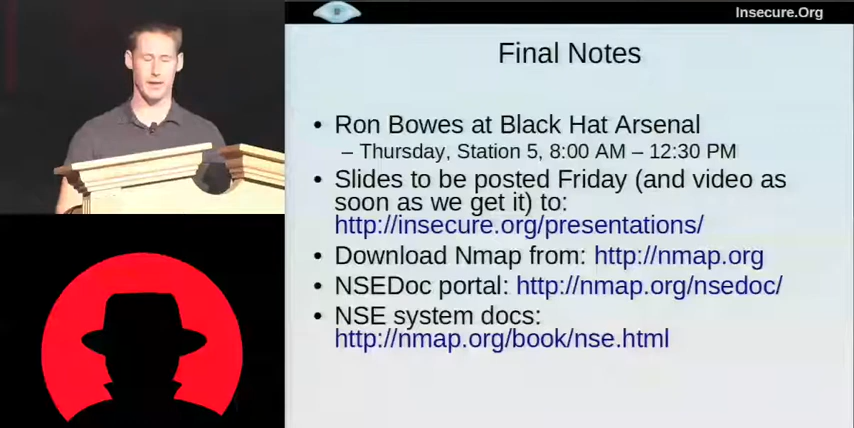 Insecure.Org
Final Notes
• Ron Bowes at Black Hat Arsenal
– Thursday, Station 5, 8:00 AM – 12:30 PM
• Slides to be posted Friday (and video as
soon as we get it) to:
http://insecure.org/presentations/
• Download Nmap from: http://nmap.org
• NSEDoc portal: http://nmap.org/nsedoc/
• NSE system docs:
http://nmap.org/book/nse.html